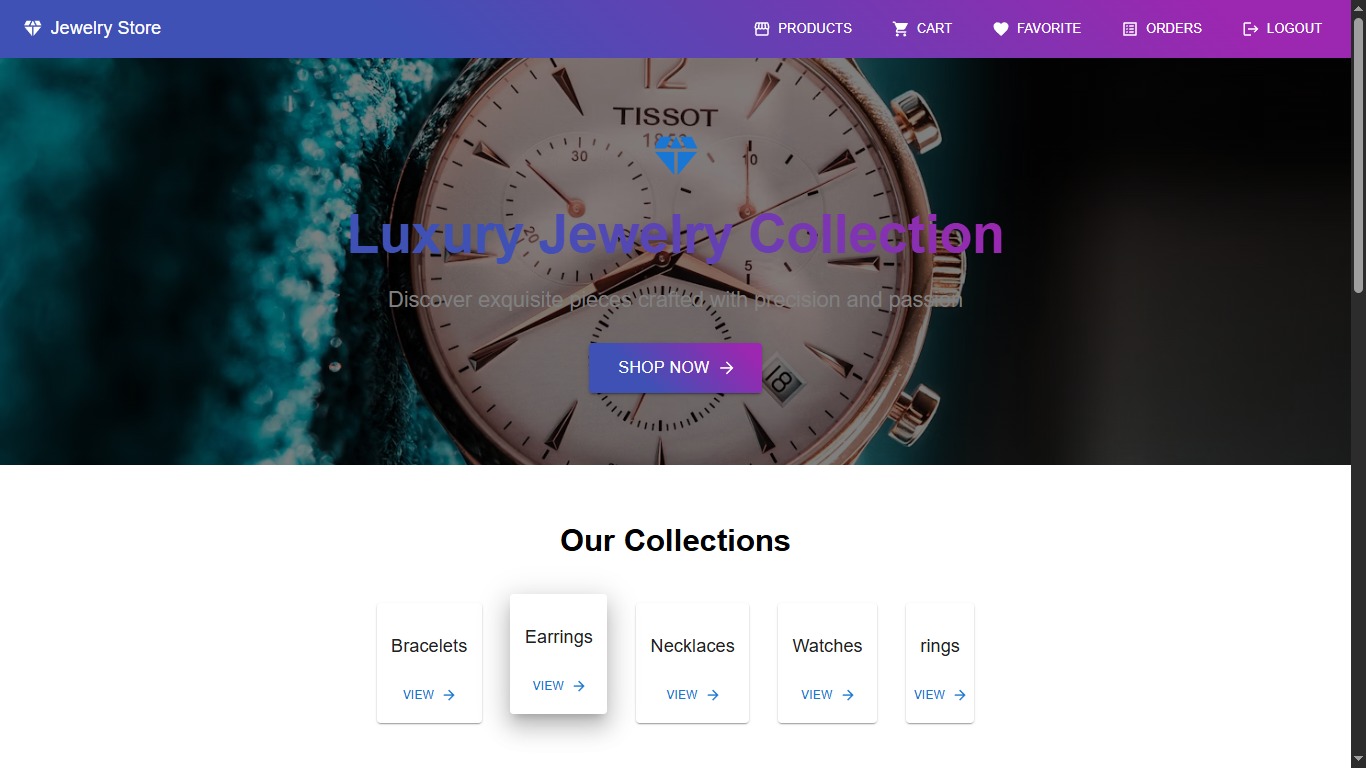 Jewelry Store
PRODUCTS
CART
FAVORITE
ORDERS
LOGOUT
12
TISSOT
1853
30
10
20
5
Luxury Jewelry Collection
Discover exquisite pieces crafted with precision and passion
SHOP NOW
18
Our Collections
Bracelets
Earrings
Necklaces
Watches
rings
VIEW
VIEW
VIEW
VIEW
VIEW